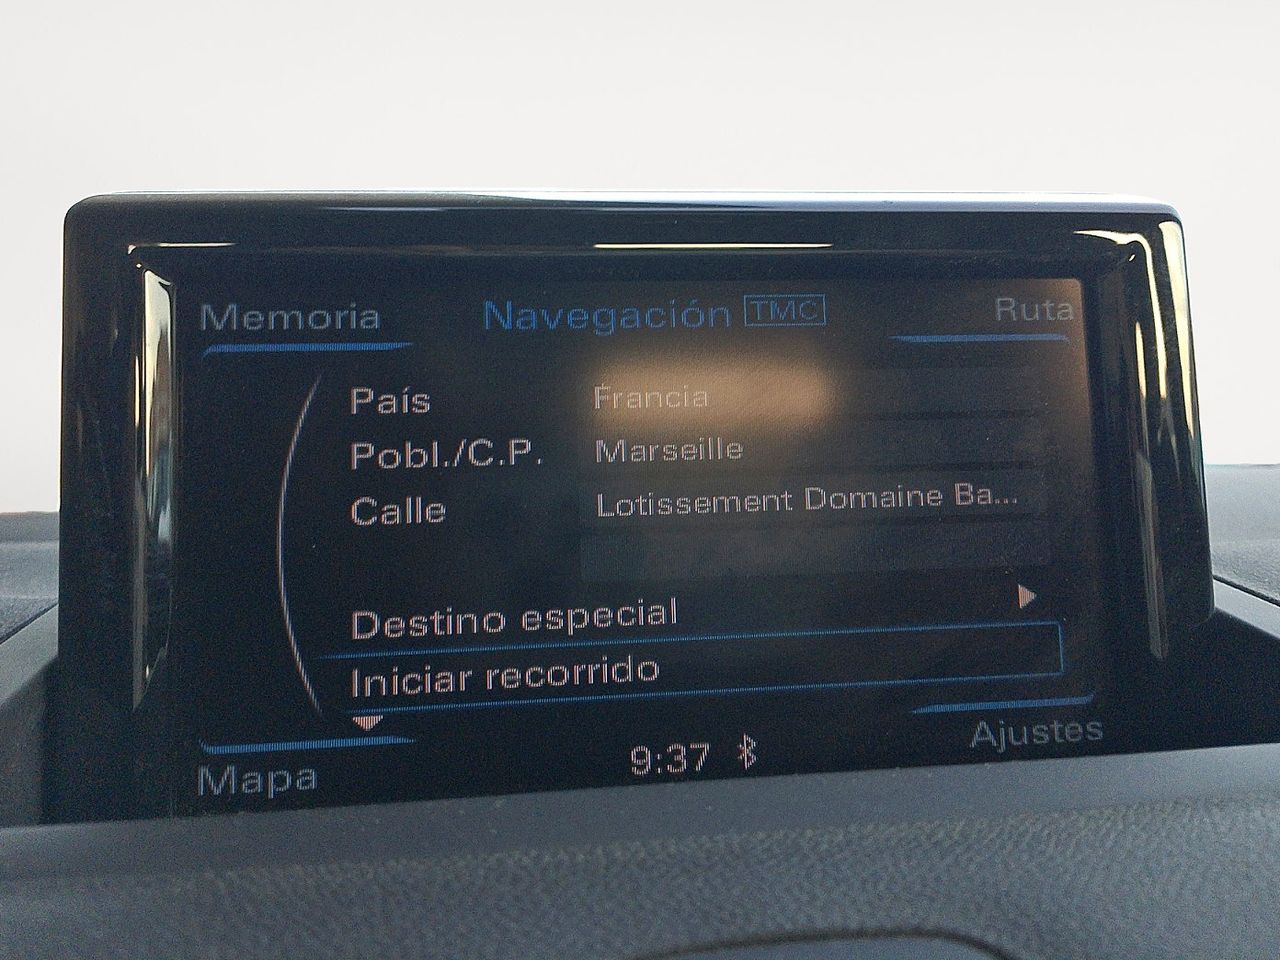 Memoria
Navegación TMC
Ruta
País Francia
Pobl./C.P. Marseille
Calle Lotissement Domaine Ba...
Destino especial
Iniciar recorrido
Mapa
9:37
Ajustes